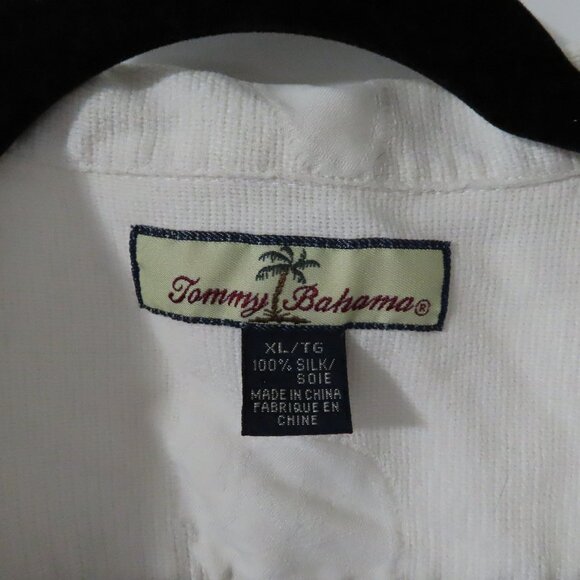 Tommy Bahama®
XL/TG
100% SILK/
SOIE
MADE IN CHINA
FABRIQUE EN
CHINE